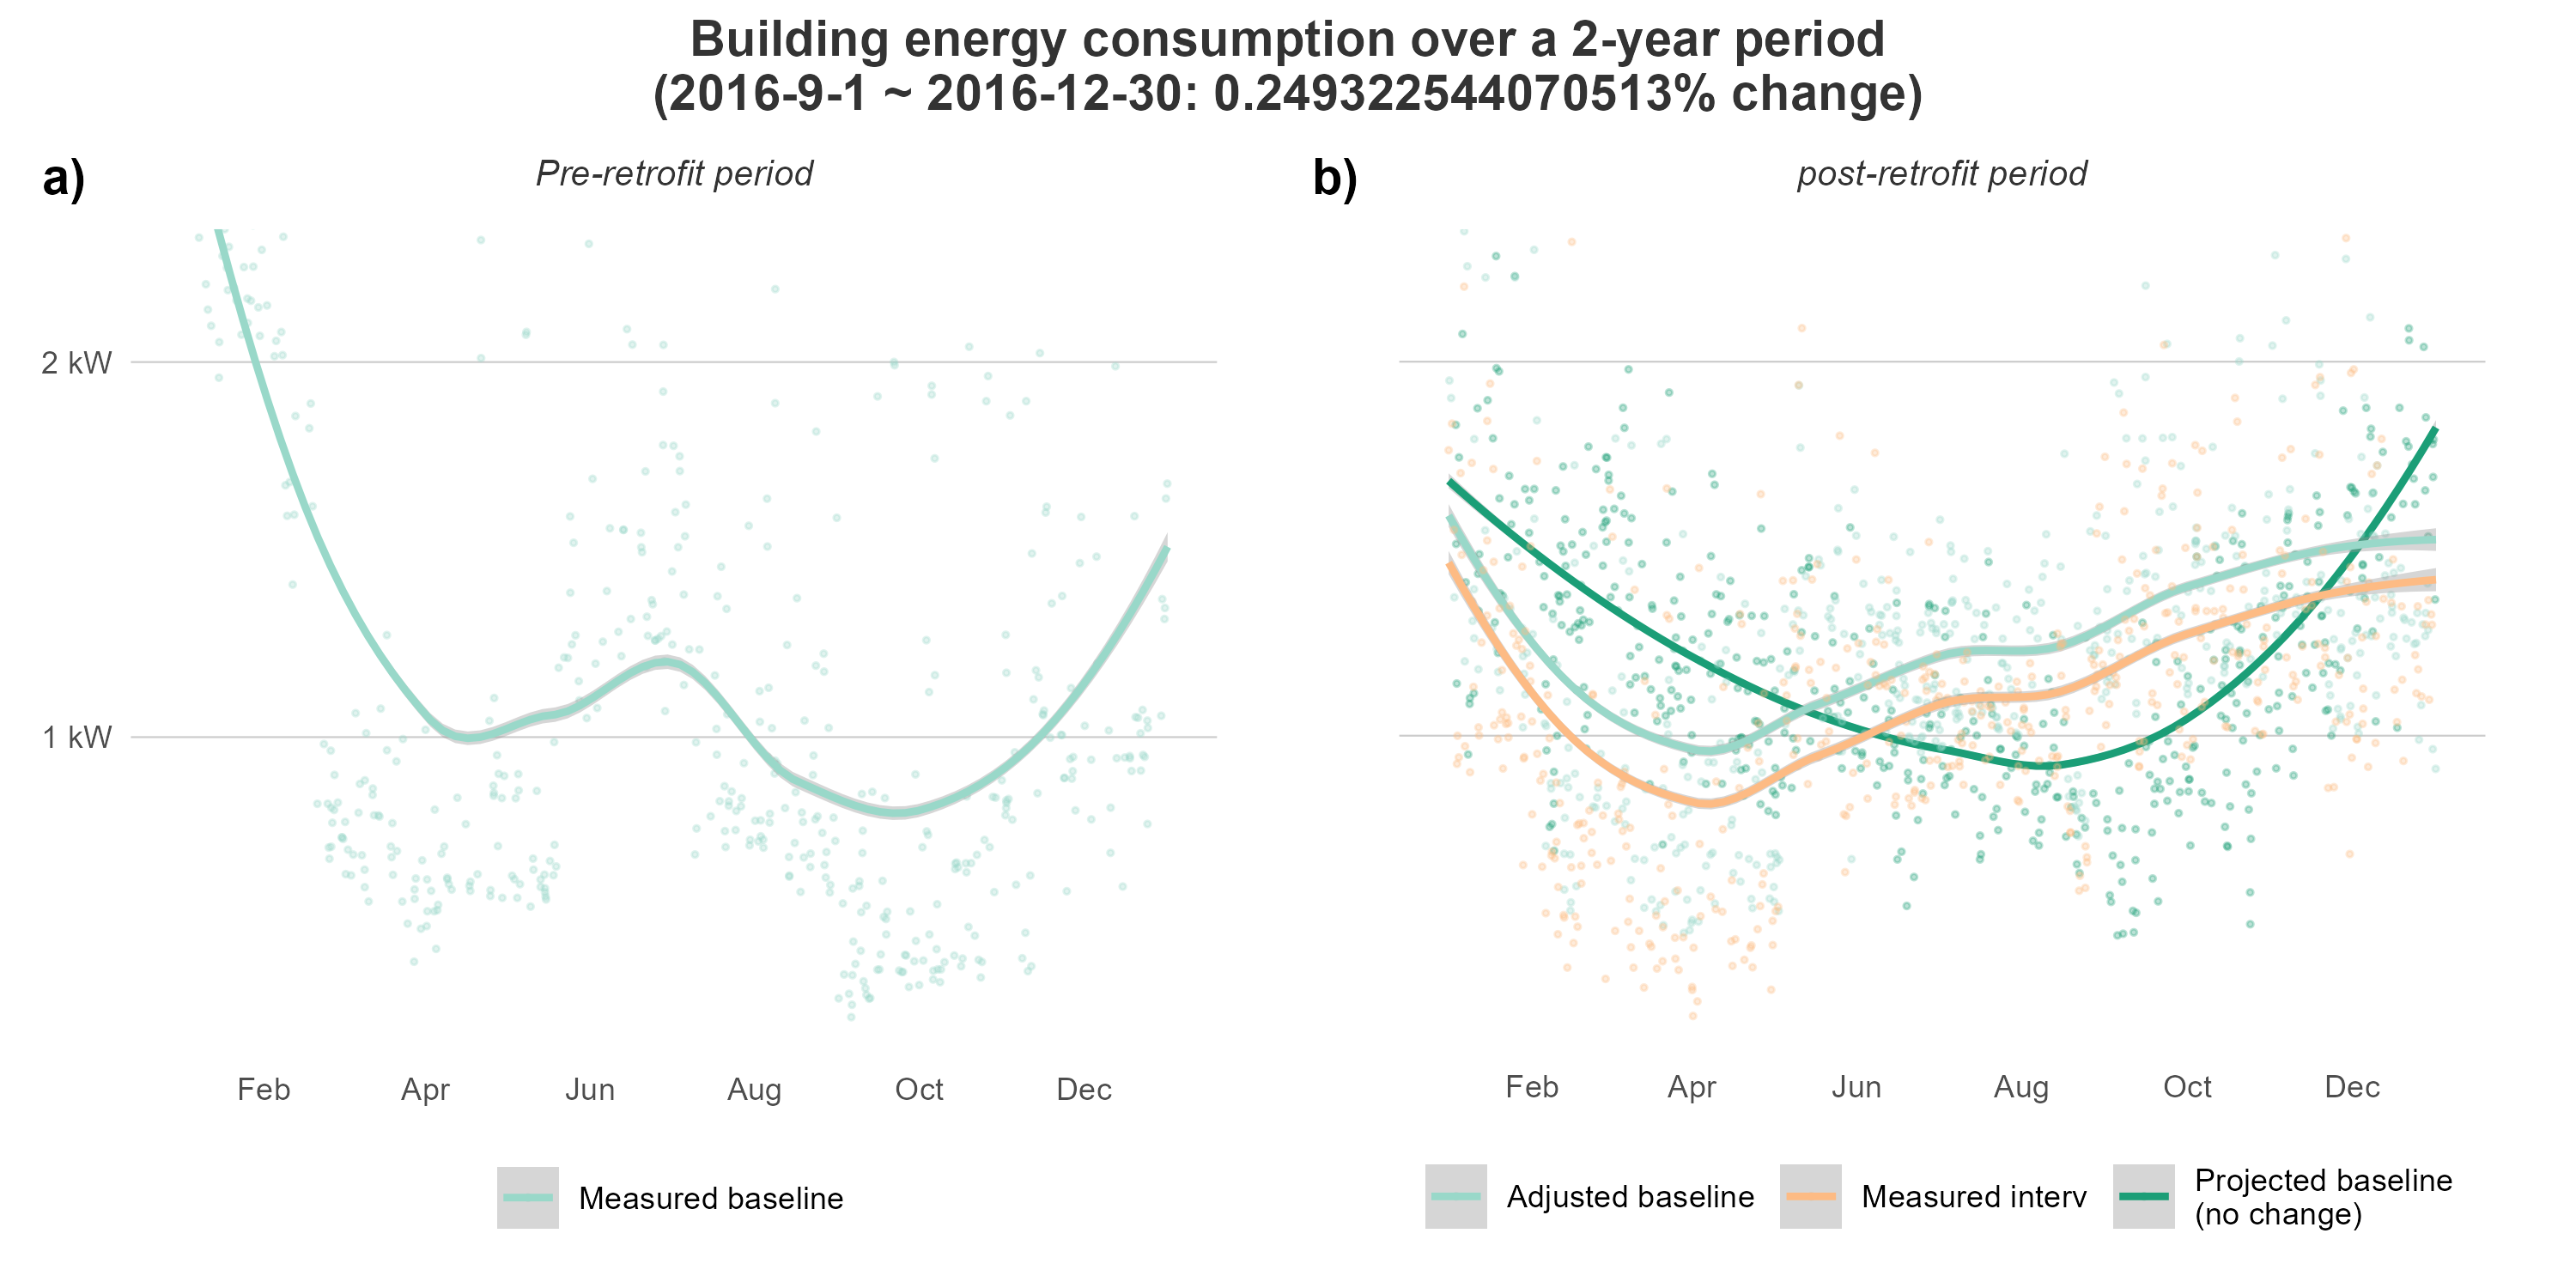 Building energy consumption over a 2-year period
(2016-9-1 ~ 2016-12-30: 0.249322544070513% change)
a)
Pre-retrofit period
2 kW
1 kW
Feb Apr Jun Aug Oct Dec
Measured baseline
b)
post-retrofit period
Feb Apr Jun Aug Oct Dec
Adjusted baseline
Measured interv
Projected baseline
(no change)